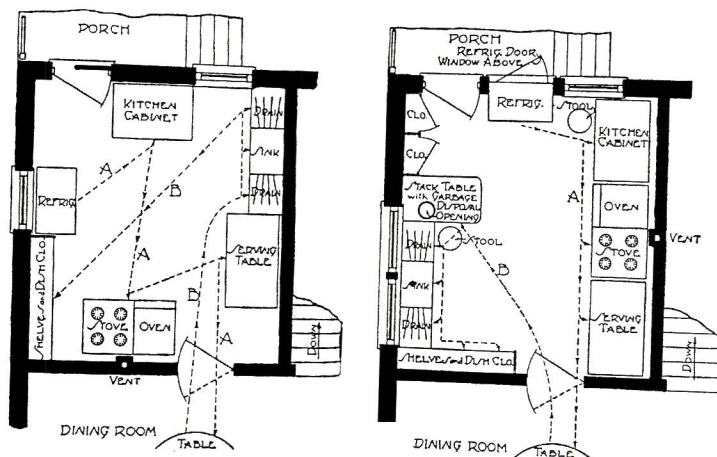 PORCH
KITCHEN
CABINET
DRAIN
SINK
DRAIN
REFRIG.
A
B
A
SERVING
TABLE
SHELVES and DISH CLO.
STOVE
OVEN
B
A
VENT
DOWN
DINING ROOM
TABLE
PORCH
REFRIG. DOOR
WINDOW ABOVE
REFRIG.
STOOL
CLO.
CLO.
KITCHEN
CABINET
STACK TABLE
with GARBAGE
DISPOSAL
OPENING
A
OVEN
VENT
STOVE
DRAIN
STOOL
SINK
DRAIN
B
SERVING
TABLE
SHELVES and DISH CLO.
DOWN
DINING ROOM
TABLE